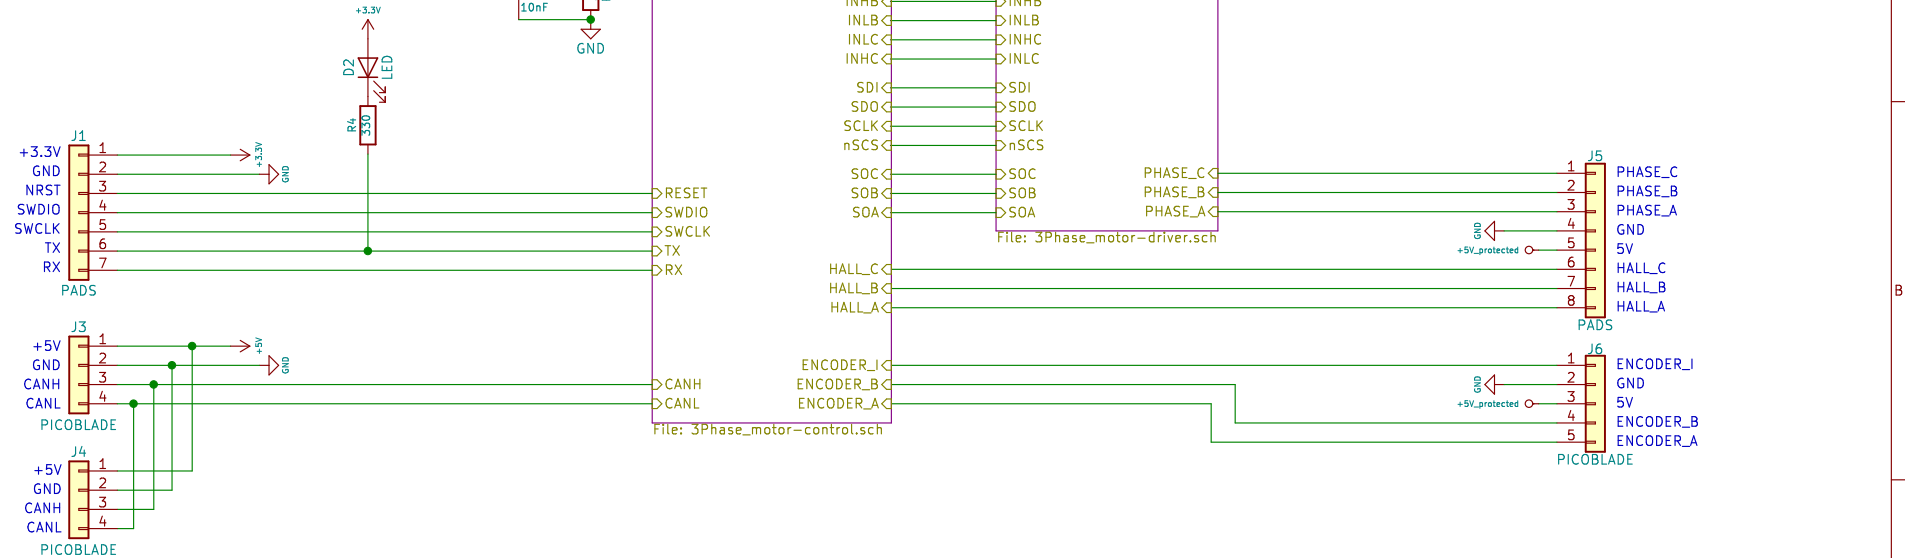 +3.3V
10nF
GND
D2
LED
R4
330
J1
+3.3V 1
GND 2
NRST 3
SWDIO 4
SWCLK 5
TX 6
RX 7
PADS
+3.3V
GND
J3
+5V 1
GND 2
CANH 3
CANL 4
PICOBLADE
+5V
GND
J4
+5V 1
GND 2
CANH 3
CANL 4
PICOBLADE
RESET
SWDIO
SWCLK
TX
RX
CANH
CANL
INHB
INLB
INLC
INHC
SDI
SDO
SCLK
nSCS
SOC
SOB
SOA
HALL_C
HALL_B
HALL_A
ENCODER_I
ENCODER_B
ENCODER_A
File: 3Phase_motor-control.sch
INHB
INLB
INHC
INLC
SDI
SDO
SCLK
nSCS
SOC
SOB
SOA
PHASE_C
PHASE_B
PHASE_A
File: 3Phase_motor-driver.sch
J5
1 PHASE_C
2 PHASE_B
3 PHASE_A
4 GND
5 5V
6 HALL_C
7 HALL_B
8 HALL_A
PADS
GND
+5V_protected
J6
1 ENCODER_I
2 GND
3 5V
4 ENCODER_B
5 ENCODER_A
PICOBLADE
GND
+5V_protected
B